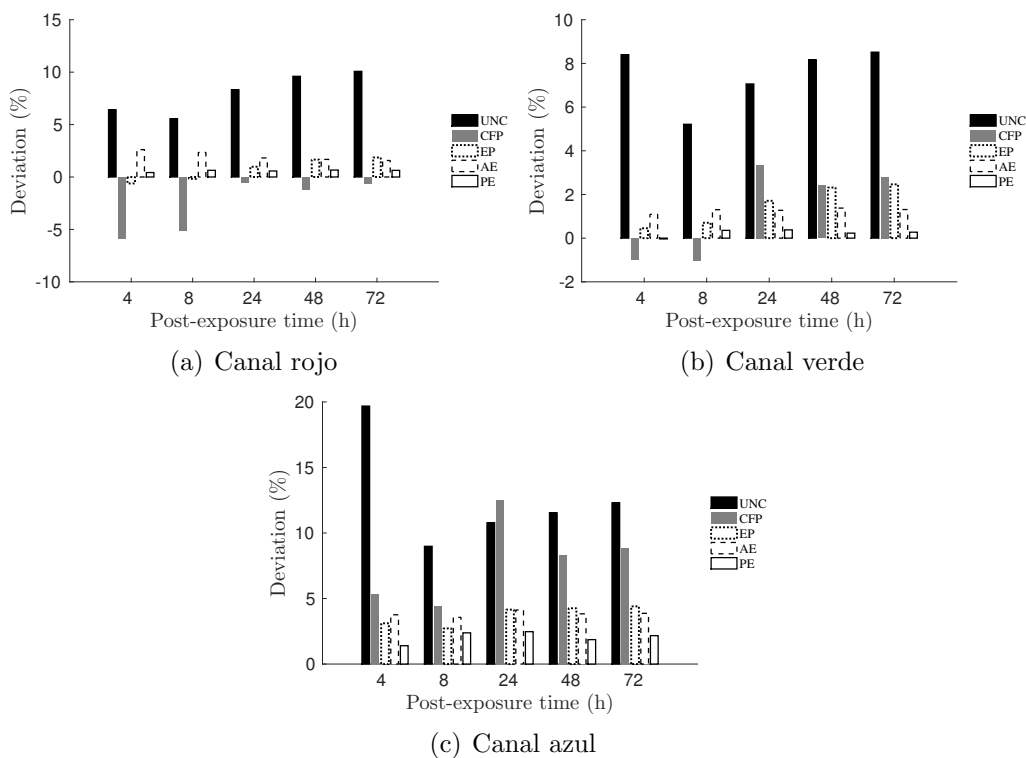 15
10
5
0
-5
-10
Deviation (%)
4 8 24 48 72
Post-exposure time (h)
UNC
CFP
EP
AE
PE
(a) Canal rojo
10
8
6
4
2
0
-2
Deviation (%)
4 8 24 48 72
Post-exposure time (h)
UNC
CFP
EP
AE
PE
(b) Canal verde
20
15
10
5
0
Deviation (%)
4 8 24 48 72
Post-exposure time (h)
UNC
CFP
EP
AE
PE
(c) Canal azul